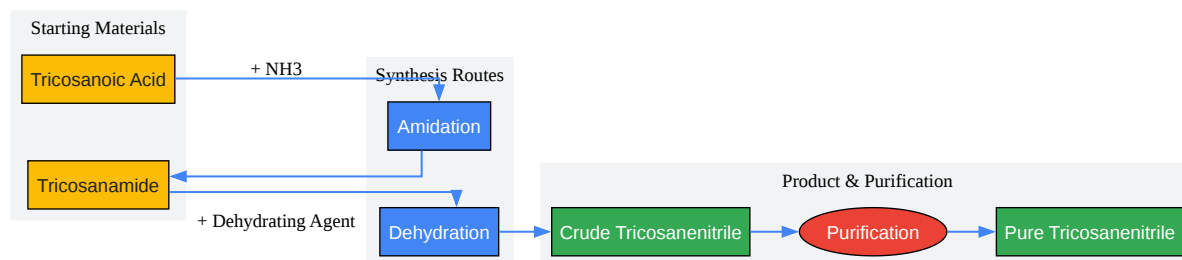 Starting Materials
Tricosanoic Acid
+ NH3
Synthesis Routes
Amidation
Tricosanamide
+ Dehydrating Agent
Dehydration
Product & Purification
Crude Tricosanenitrile
Purification
Pure Tricosanenitrile